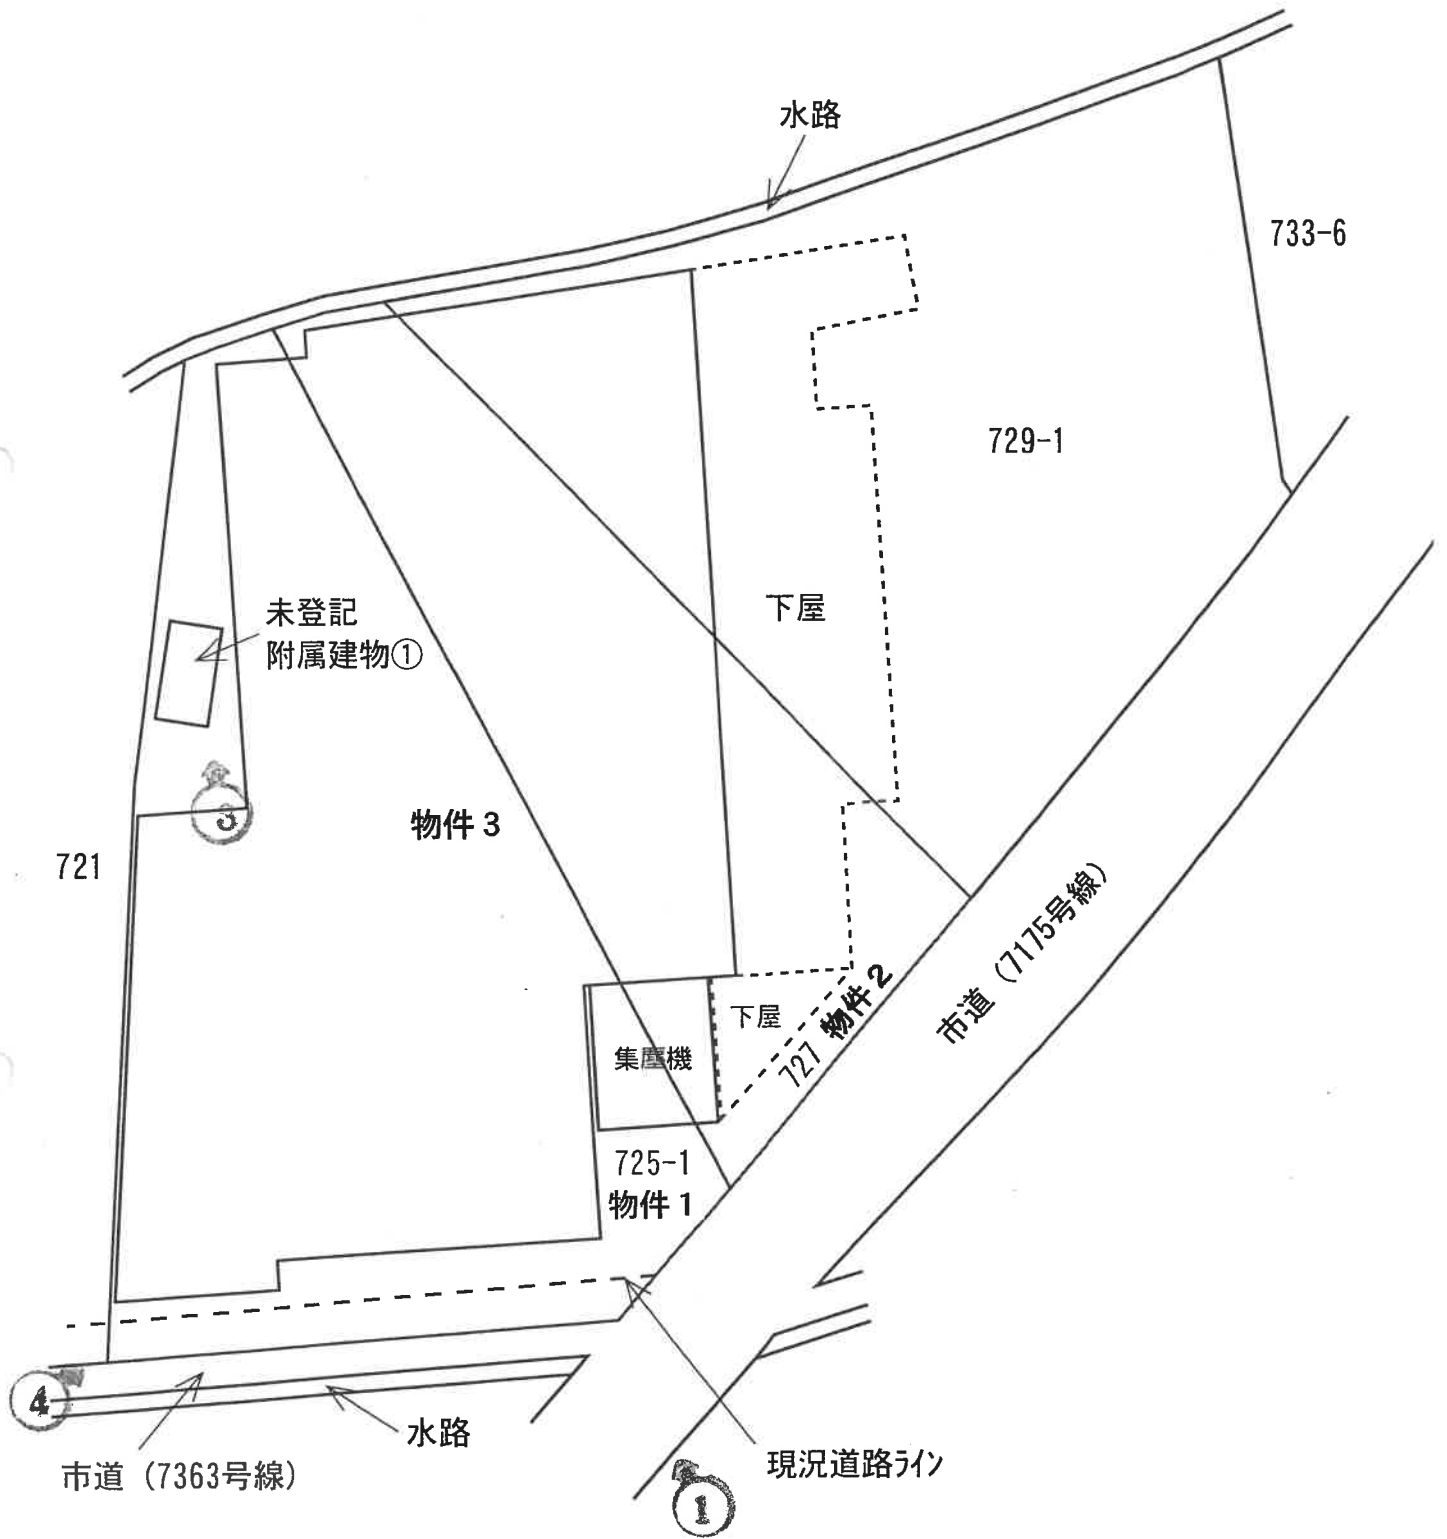 水路
733-6
729-1
下屋
未登記
附属建物①
3
物件3
721
市道(7175号線)
下屋
727 物件2
集塵機
725-1
物件1
4
水路
市道(7363号線)
現況道路ライン
1